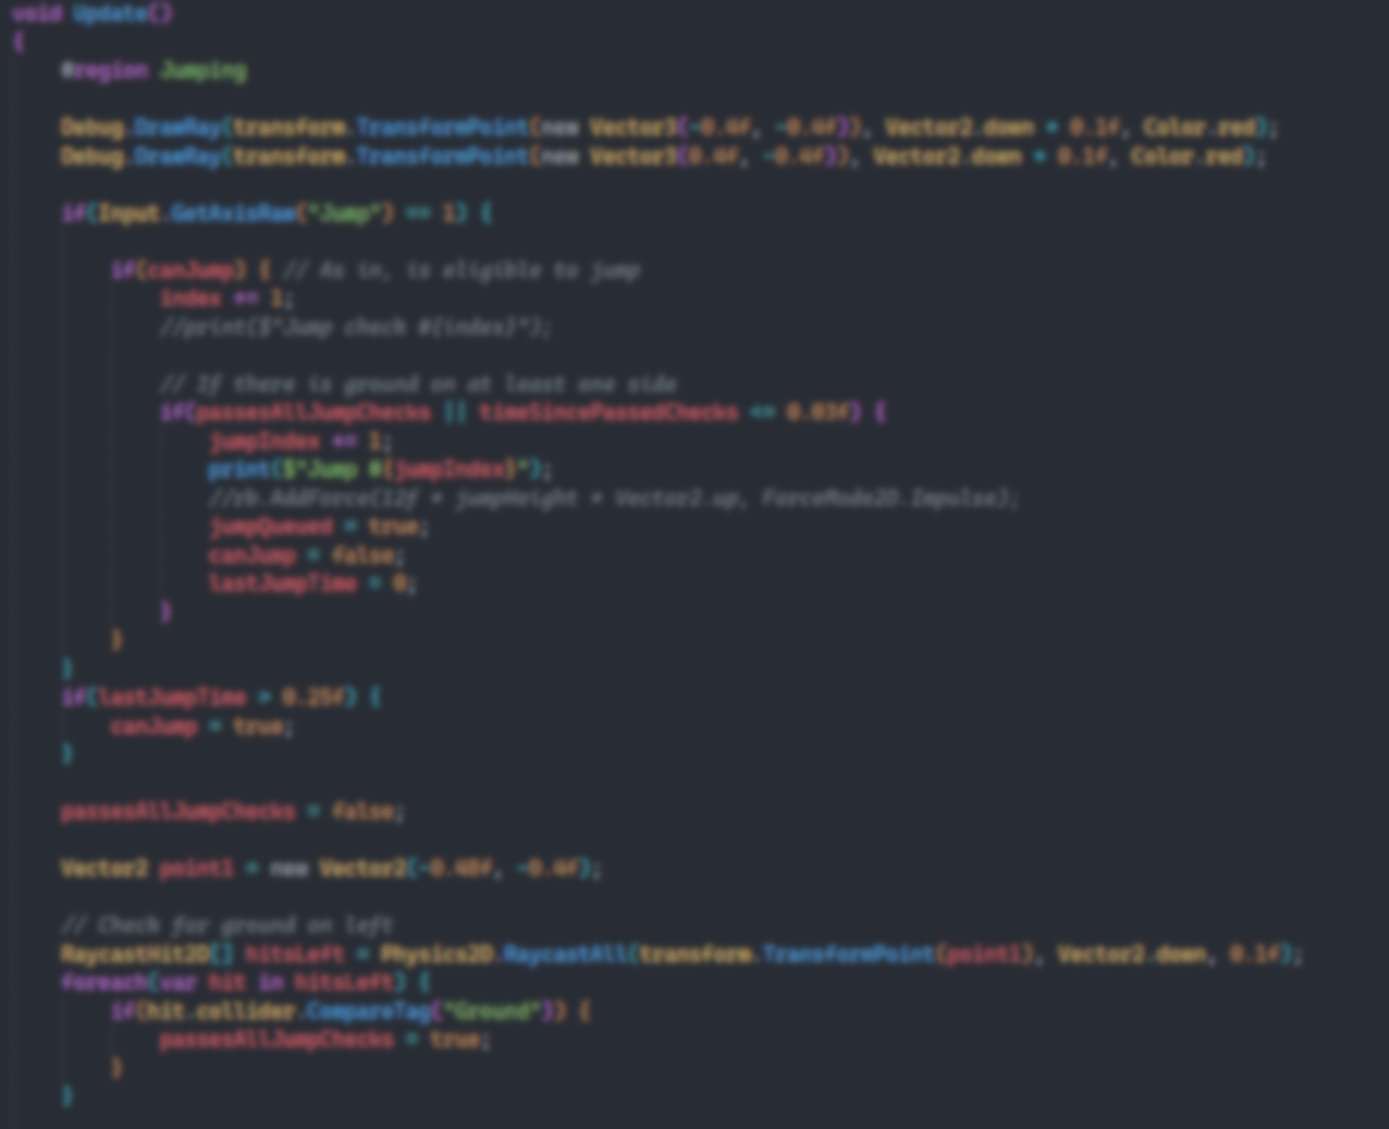 void Update()
{
#region Jumping
Debug.DrawRay(transform.TransformPoint(new Vector3(-0.4f, -0.4f)), Vector2.down * 0.1f, Color.red);
Debug.DrawRay(transform.TransformPoint(new Vector3(0.4f, -0.4f)), Vector2.down * 0.1f, Color.red);
if(Input.GetAxisRaw("Jump") == 1) {
if(canJump) { // As in, is eligible to jump
index += 1;
//print($"Jump check #{index}");
// If there is ground on at least one side
if(passesAllJumpChecks || timeSincePassedChecks <= 0.03f) {
jumpIndex += 1;
print($"Jump #{jumpIndex}");
//rb.AddForce(12f * jumpHeight * Vector2.up, ForceMode2D.Impulse);
jumpQueued = true;
canJump = false;
lastJumpTime = 0;
}
}
}
if(lastJumpTime > 0.25f) {
canJump = true;
}
passesAllJumpChecks = false;
Vector2 point1 = new Vector2(-0.48f, -0.4f);
// Check for ground on left
RaycastHit2D[] hitsLeft = Physics2D.RaycastAll(transform.TransformPoint(point1), Vector2.down, 0.1f);
foreach(var hit in hitsLeft) {
if(hit.collider.CompareTag("Ground")) {
passesAllJumpChecks = true;
}
}